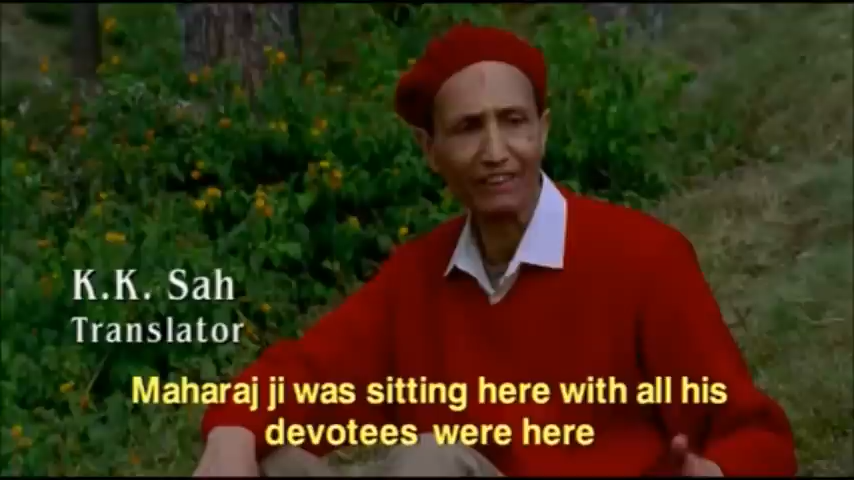 K.K. Sah
Translator
Maharaj ji was sitting here with all his
devotees were here